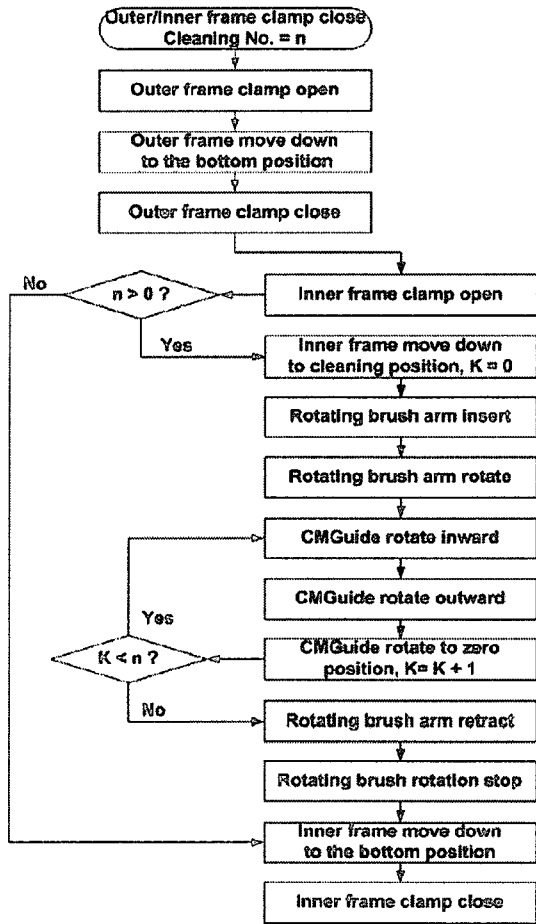 Outer/Inner frame clamp close
Cleaning No. = n
Outer frame clamp open
Outer frame move down
to the bottom position
Outer frame clamp close
No
n > 0 ?
Inner frame clamp open
Yes
Inner frame move down
to cleaning position, K = 0
Rotating brush arm insert
Rotating brush arm rotate
CMGuide rotate inward
CMGuide rotate outward
Yes
K < n ?
CMGuide rotate to zero
position, K= K + 1
No
Rotating brush arm retract
Rotating brush rotation stop
Inner frame move down
to the bottom position
Inner frame clamp close